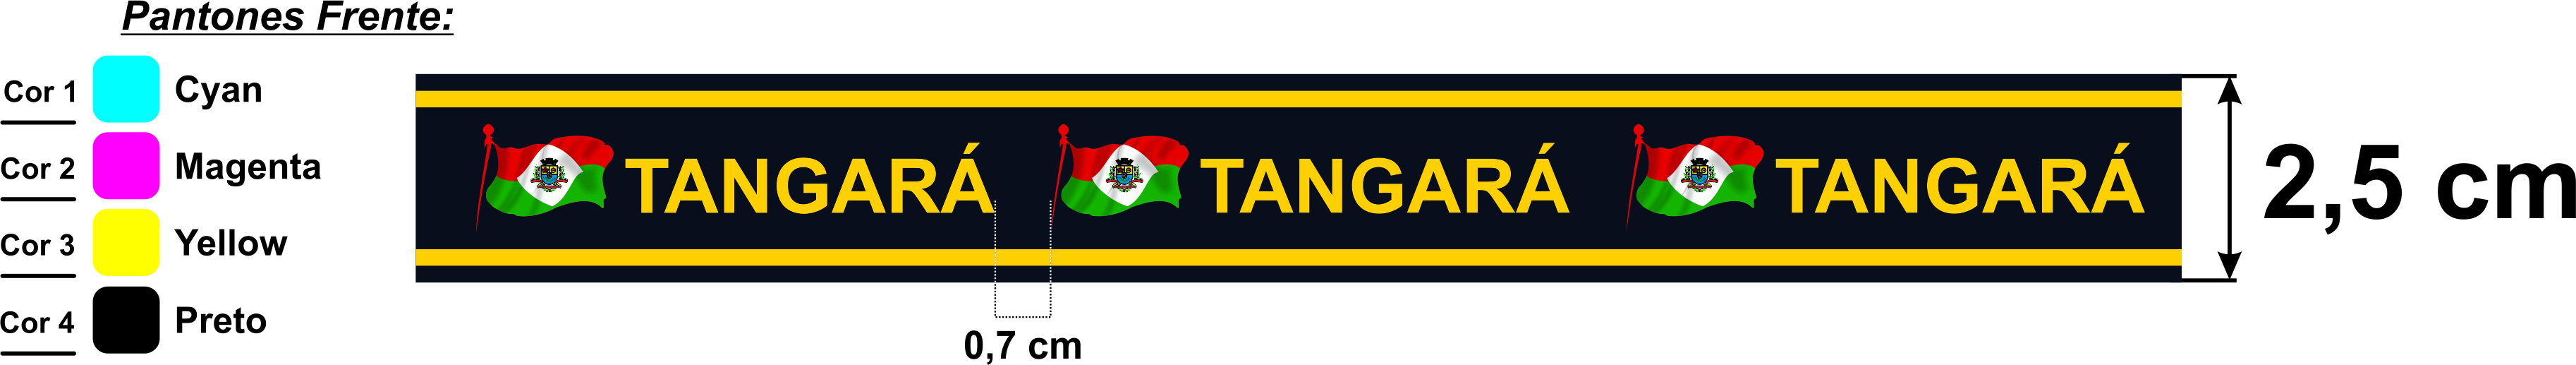 Pantones Frente:
Cor 1 Cyan
Cor 2 Magenta
Cor 3 Yellow
Cor 4 Preto
TANGARÁ TANGARÁ TANGARÁ
0,7 cm
2,5 cm